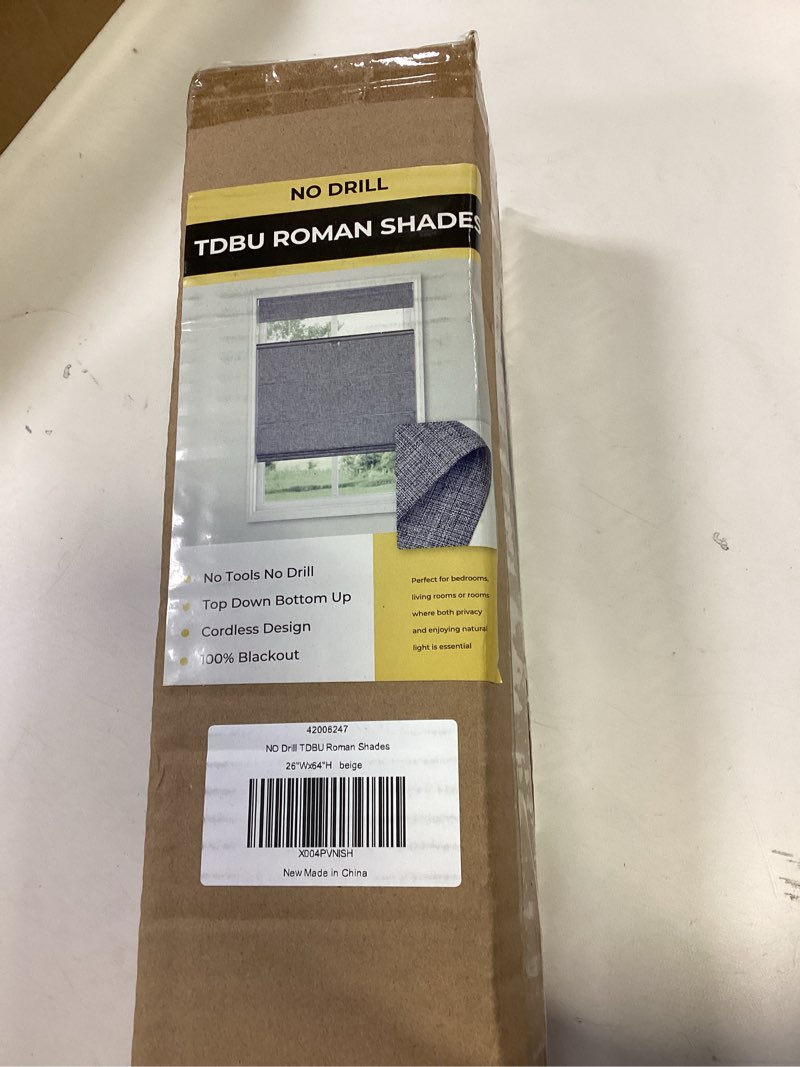 NO DRILL
TDBU ROMAN SHADES
No Tools No Drill
Top Down Bottom Up
Cordless Design
100% Blackout
Perfect for bedrooms,
living rooms or rooms
where both privacy
and enjoying natural
light is essential
42006247
NO Drill TDBU Roman Shades
26"Wx64"H beige
X004PVNISH
New Made in China